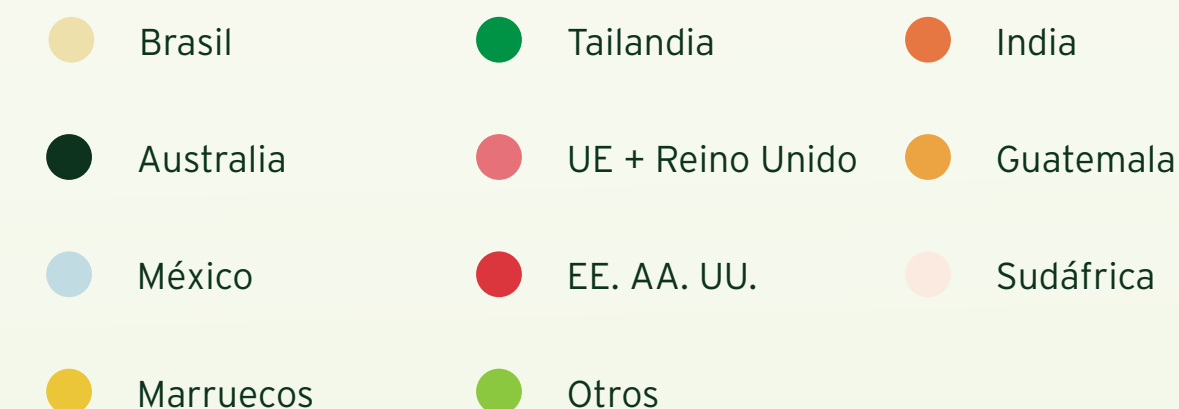 Brasil
Tailandia
India
Australia
UE + Reino Unido
Guatemala
México
EE. AA. UU.
Sudáfrica
Marruecos
Otros